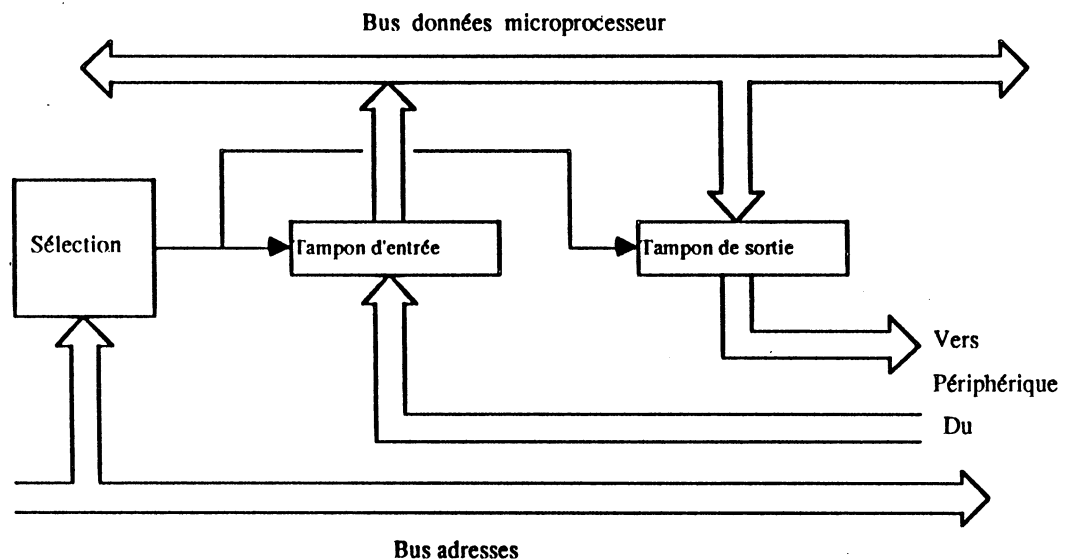 Bus données microprocesseur
Sélection
Tampon d'entrée
Tampon de sortie
Vers
Périphérique
Du
Bus adresses